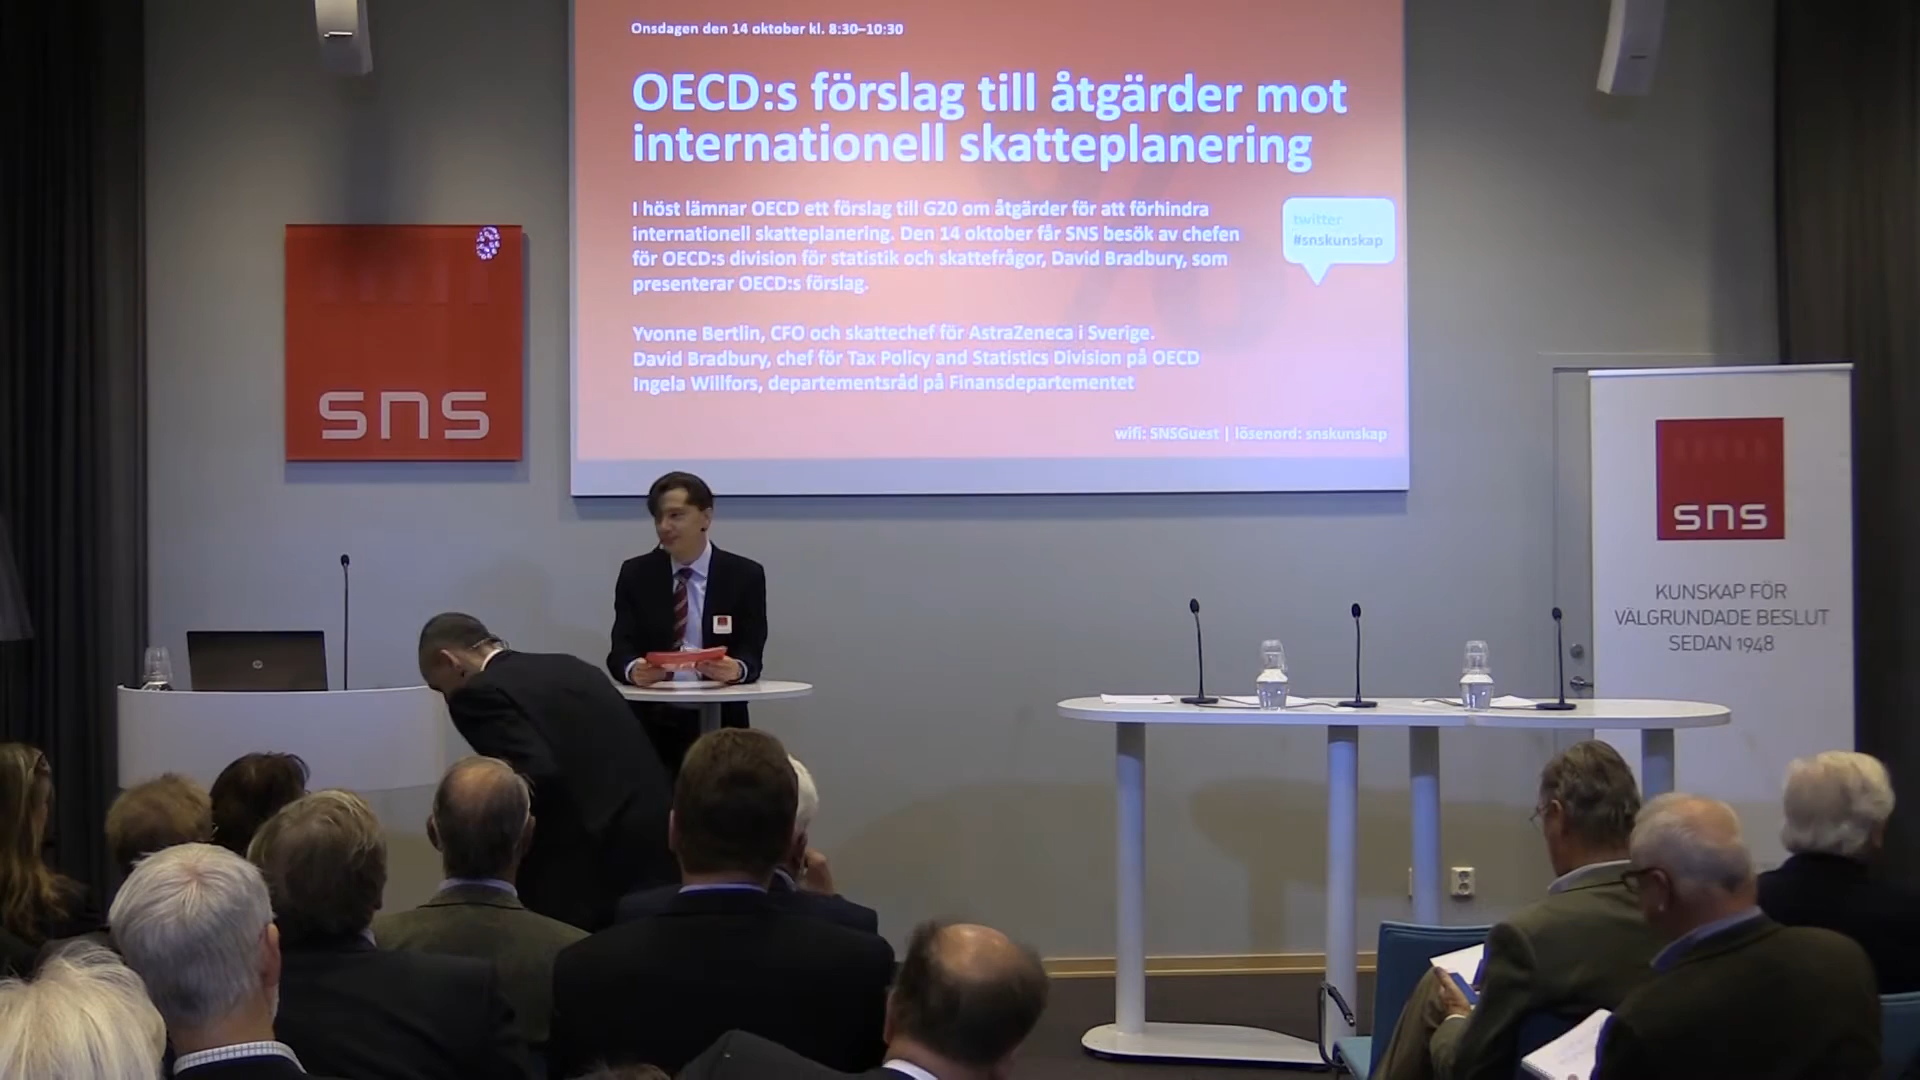 Onsdagen den 14 oktober kl. 8:30–10:30
OECD:s förslag till åtgärder mot
internationell skatteplanering
I höst lämnar OECD ett förslag till G20 om åtgärder för att förhindra
internationell skatteplanering. Den 14 oktober får SNS besök av chefen
för OECD:s division för statistik och skattefrågor, David Bradbury, som
presenterar OECD:s förslag.
twitter
#snskunskap
Yvonne Bertlin, CFO och skattechef för AstraZeneca i Sverige.
David Bradbury, chef för Tax Policy and Statistics Division på OECD
Ingela Willfors, departementsråd på Finansdepartementet
wifi: SNSGuest | lösenord: snskunskap
sns
sns
KUNSKAP FÖR
VÄLGRUNDADE BESLUT
SEDAN 1948
hp